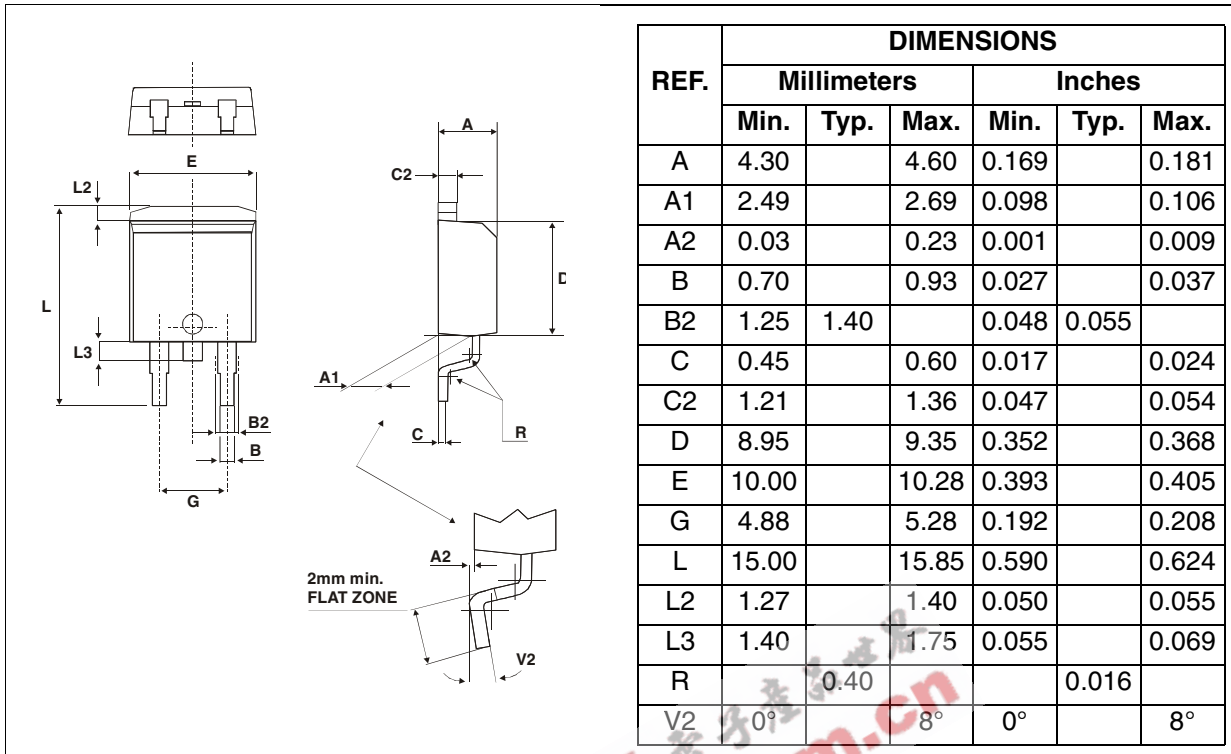 E
L2
L
L3
B2
B
G
A
C2
D
A1
C
R
A2
2mm min.
FLAT ZONE
V2
DIMENSIONS
REF. Millimeters Inches
Min. Typ. Max. Min. Typ. Max.
A 4.30 4.60 0.169 0.181
A1 2.49 2.69 0.098 0.106
A2 0.03 0.23 0.001 0.009
B 0.70 0.93 0.027 0.037
B2 1.25 1.40 0.048 0.055
C 0.45 0.60 0.017 0.024
C2 1.21 1.36 0.047 0.054
D 8.95 9.35 0.352 0.368
E 10.00 10.28 0.393 0.405
G 4.88 5.28 0.192 0.208
L 15.00 15.85 0.590 0.624
L2 1.27 1.40 0.050 0.055
L3 1.40 1.75 0.055 0.069
R 0.40 0.016
V2 0° 8° 0° 8°
子產品世界
m.cn